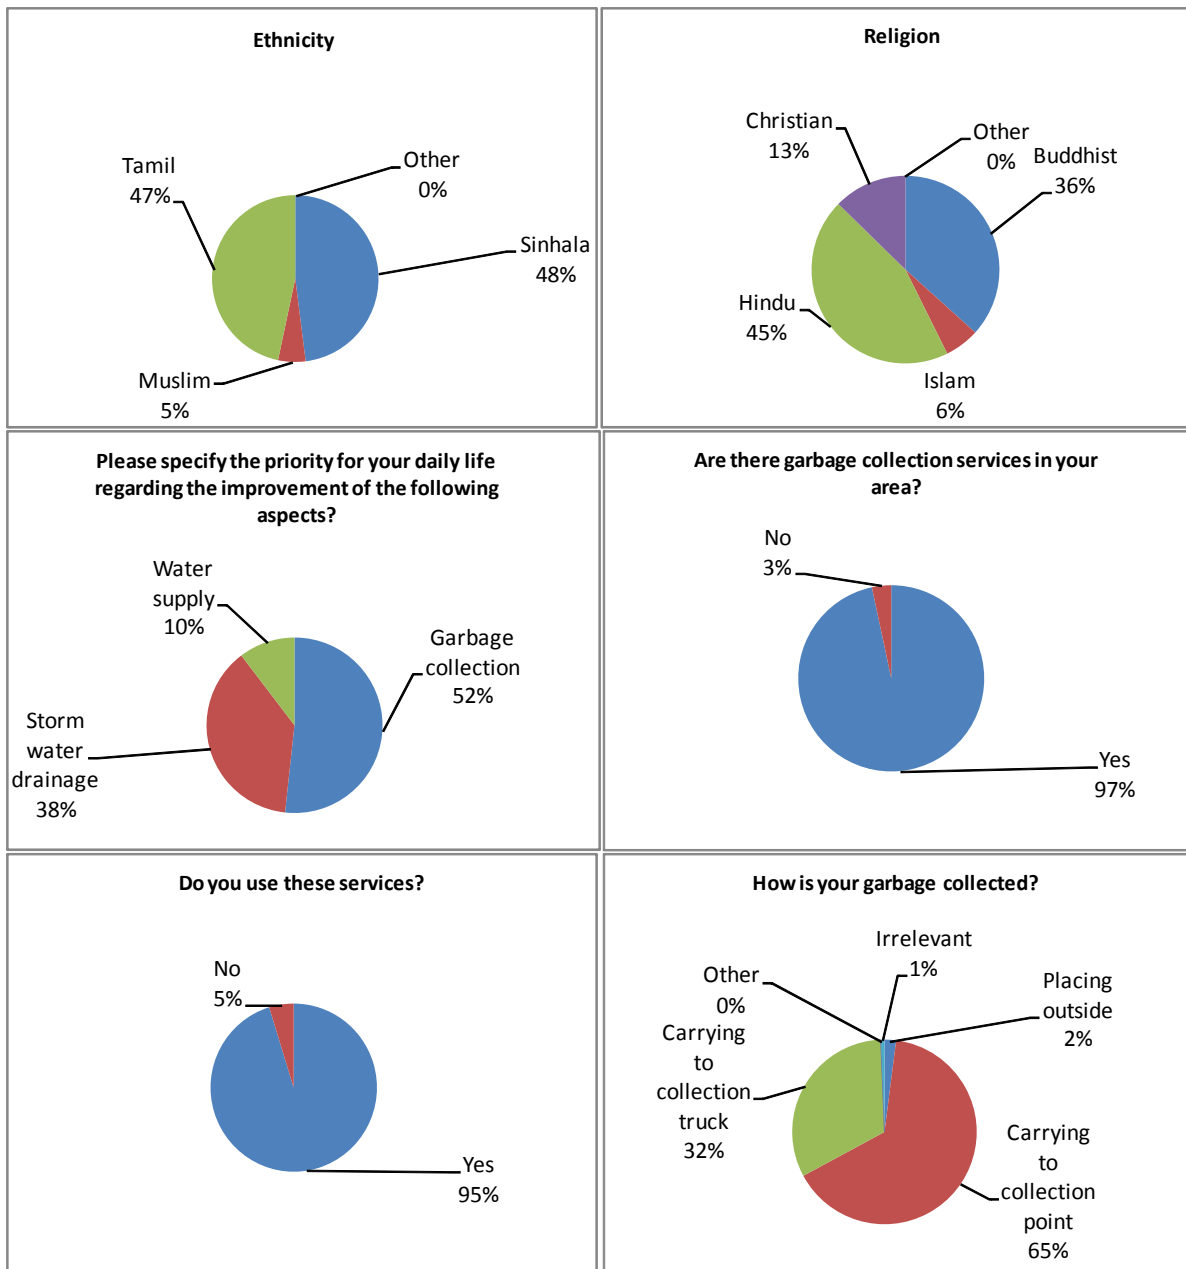 Ethnicity
Tamil
47%
Other
0%
Sinhala
48%
Muslim
5%
Religion
Christian
13%
Other
0%
Buddhist
36%
Hindu
45%
Islam
6%
Please specify the priority for your daily life
regarding the improvement of the following
aspects?
Water
supply
10%
Garbage
collection
52%
Storm
water
drainage
38%
Are there garbage collection services in your
area?
No
3%
Yes
97%
Do you use these services?
No
5%
Yes
95%
How is your garbage collected?
Irrelevant
1%
Other
0%
Placing
outside
2%
Carrying
to
collection
truck
32%
Carrying
to
collection
point
65%